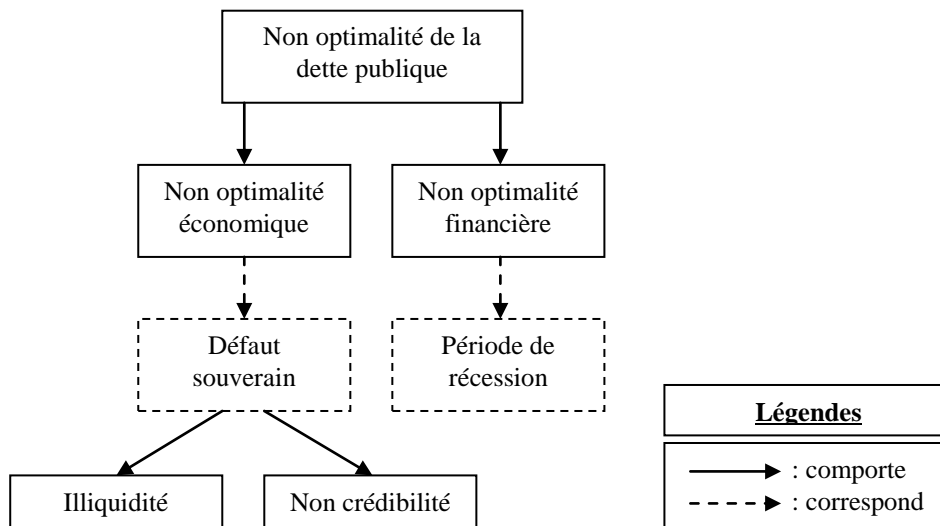 Non optimalité de la
dette publique
Non optimalité
économique
Non optimalité
financière
Défaut
souverain
Période de
récession
Illiquidité
Non crédibilité
Légendes
: comporte
: correspond